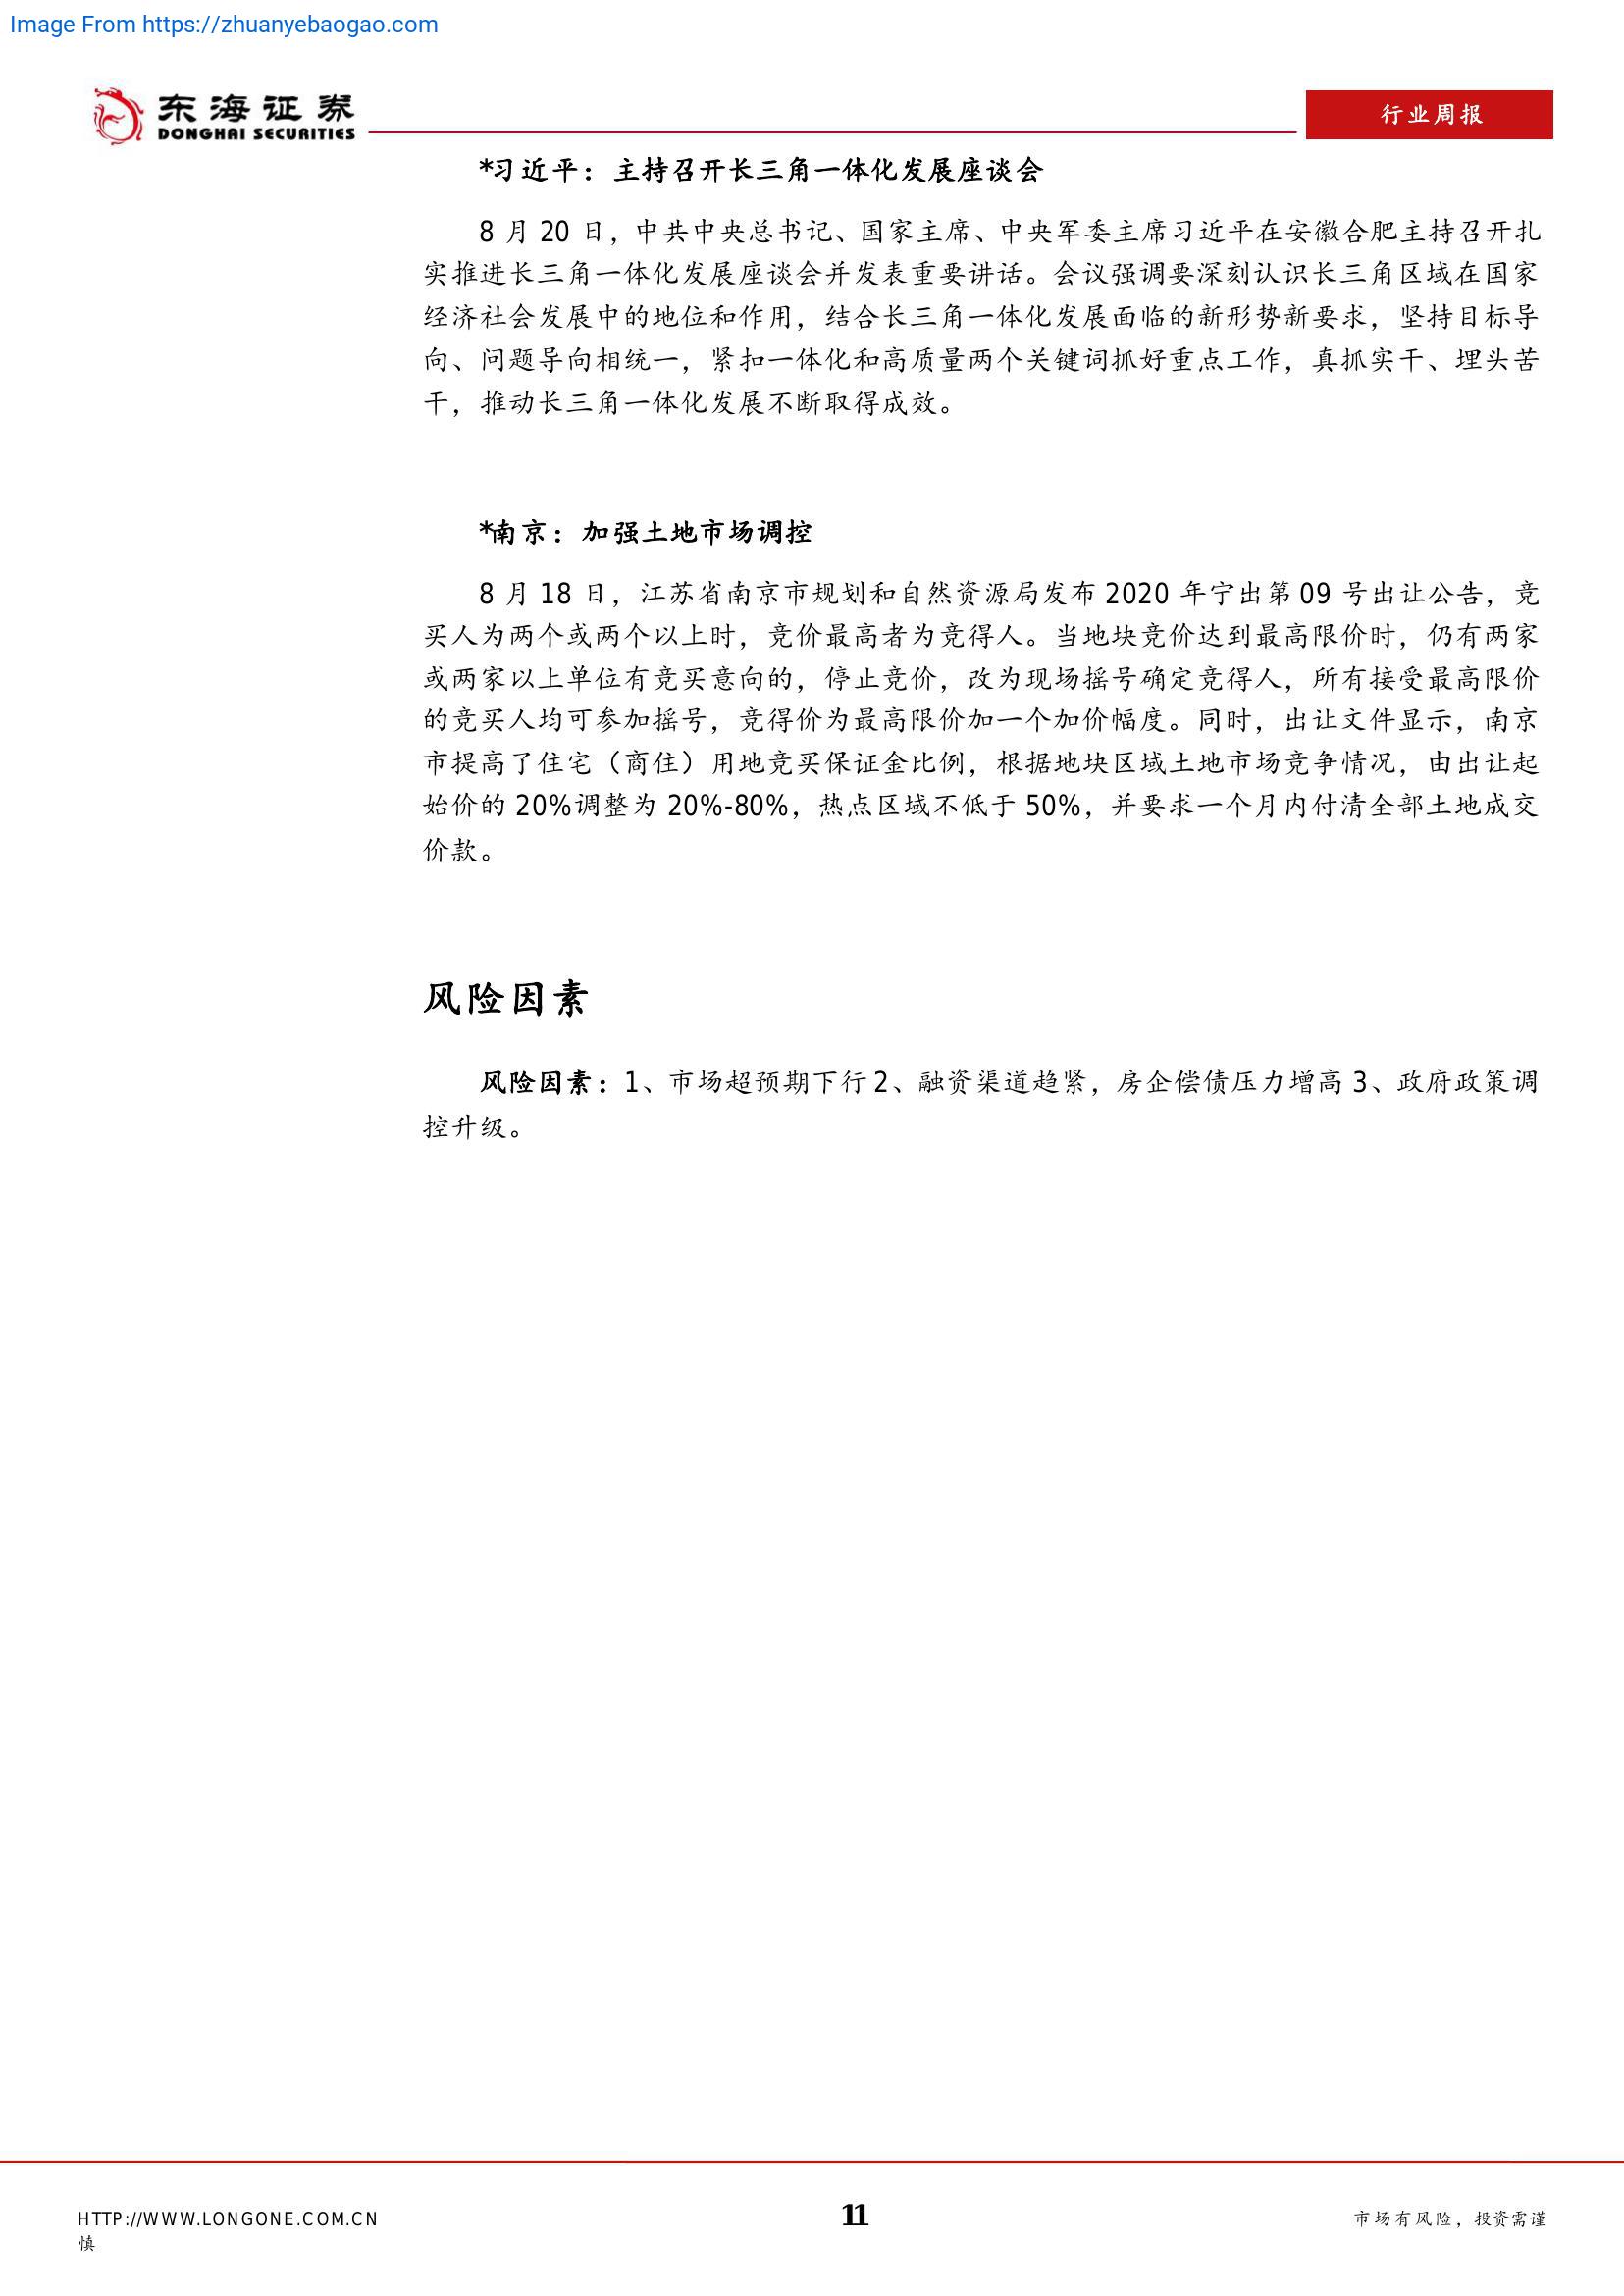 Image From https://zhuanyebaogao.com
东海证券
DONGHAI SECURITIES
行业周报
*习近平：主持召开长三角一体化发展座谈会
8 月 20 日，中共中央总书记、国家主席、中央军委主席习近平在安徽合肥主持召开扎
实推进长三角一体化发展座谈会并发表重要讲话。会议强调要深刻认识长三角区域在国家
经济社会发展中的地位和作用，结合长三角一体化发展面临的新形势新要求，坚持目标导
向、问题导向相统一，紧扣一体化和高质量两个关键词抓好重点工作，真抓实干、埋头苦
干，推动长三角一体化发展不断取得成效。
*南京：加强土地市场调控
8 月 18 日，江苏省南京市规划和自然资源局发布 2020 年宁出第 09 号出让公告，竞
买人为两个或两个以上时，竞价最高者为竞得人。当地块竞价达到最高限价时，仍有两家
或两家以上单位有竞买意向的，停止竞价，改为现场摇号确定竞得人，所有接受最高限价
的竞买人均可参加摇号，竞得价为最高限价加一个加价幅度。同时，出让文件显示，南京
市提高了住宅（商住）用地竞买保证金比例，根据地块区域土地市场竞争情况，由出让起
始价的 20%调整为 20%-80%，热点区域不低于 50%，并要求一个月内付清全部土地成交
价款。
风险因素
风险因素：1、市场超预期下行 2、融资渠道趋紧，房企偿债压力增高 3、政府政策调
控升级。
HTTP://WWW.LONGONE.COM.CN
11
市场有风险，投资需谨
慎